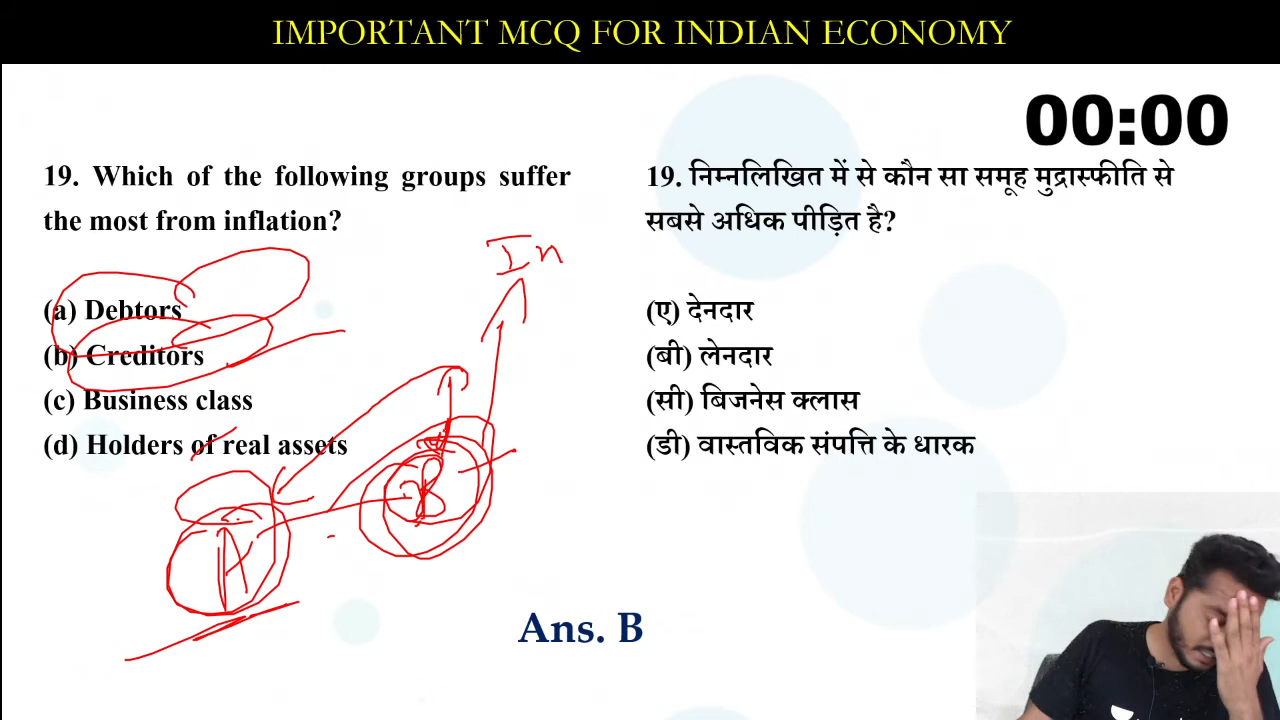 IMPORTANT MCQ FOR INDIAN ECONOMY
00:00
19. Which of the following groups suffer
the most from inflation?
(a) Debtors
(b) Creditors
(c) Business class
(d) Holders of real assets
19. निम्नलिखित में से कौन सा समूह मुद्रास्फीति से
सबसे अधिक पीड़ित है?
(ए) देनदार
(बी) लेनदार
(सी) बिजनेस क्लास
(डी) वास्तविक संपत्ति के धारक
In
A
B
Ans. B